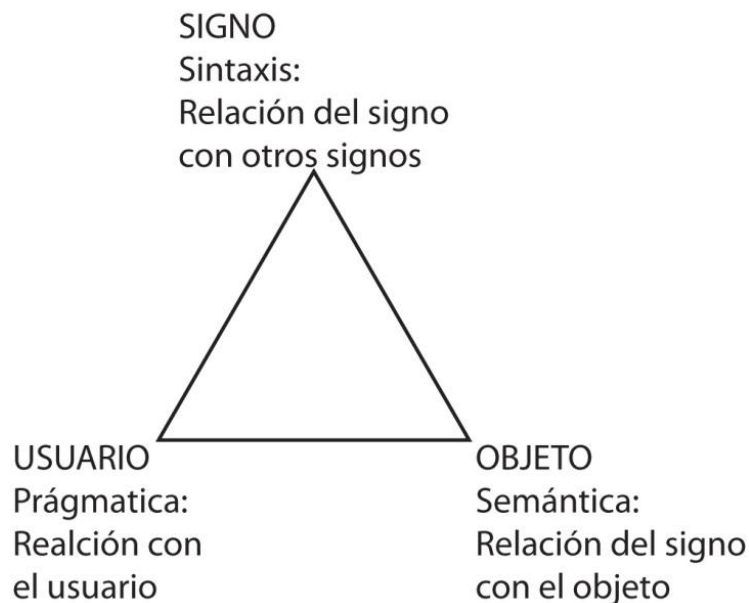 SIGNO
Sintaxis:
Relación del signo
con otros signos
USUARIO
Prágmatica:
Realción con
el usuario
OBJETO
Semántica:
Relación del signo
con el objeto